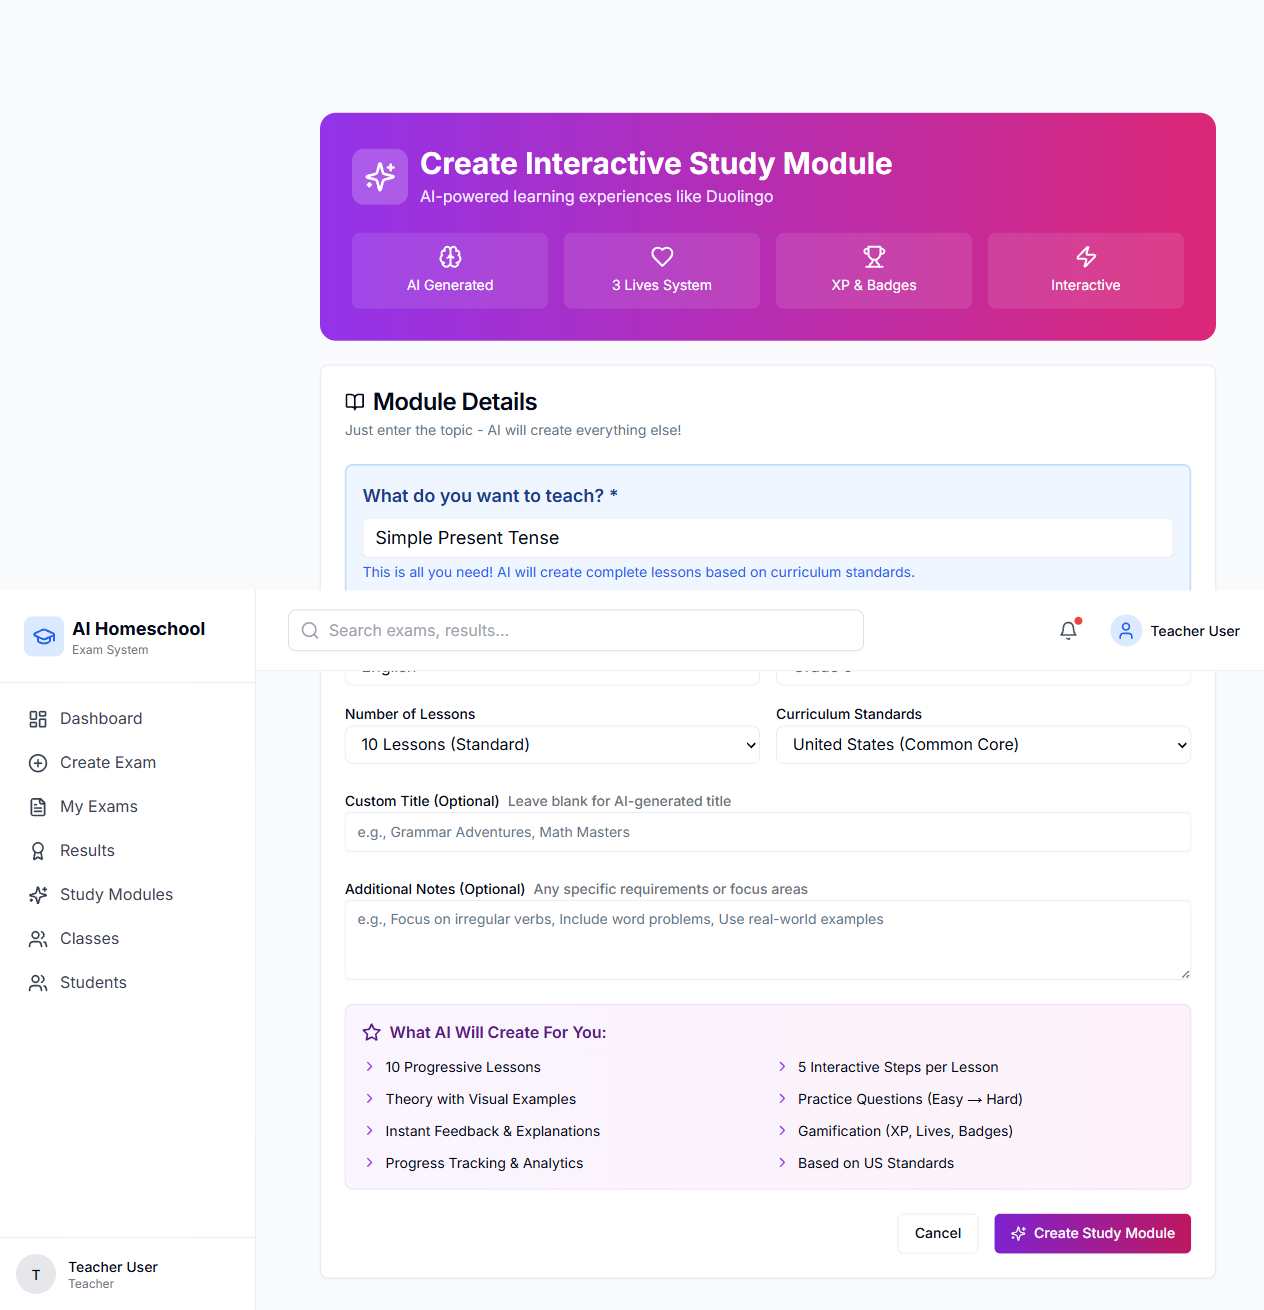 Create Interactive Study Module
AI-powered learning experiences like Duolingo
AI Generated
3 Lives System
XP & Badges
Interactive
Module Details
Just enter the topic - AI will create everything else!
What do you want to teach? *
Simple Present Tense
This is all you need! AI will create complete lessons based on curriculum standards.
AI Homeschool
Exam System
Search exams, results...
Teacher User
Dashboard
Create Exam
My Exams
Results
Study Modules
Classes
Students
Teacher User
T
Teacher
English
Number of Lessons
Curriculum Standards
10 Lessons (Standard)
United States (Common Core)
Custom Title (Optional) Leave blank for AI-generated title
e.g., Grammar Adventures, Math Masters
Additional Notes (Optional) Any specific requirements or focus areas
e.g., Focus on irregular verbs, Include word problems, Use real-world examples
What AI Will Create For You:
10 Progressive Lessons
5 Interactive Steps per Lesson
Theory with Visual Examples
Practice Questions (Easy → Hard)
Instant Feedback & Explanations
Gamification (XP, Lives, Badges)
Progress Tracking & Analytics
Based on US Standards
Cancel
Create Study Module